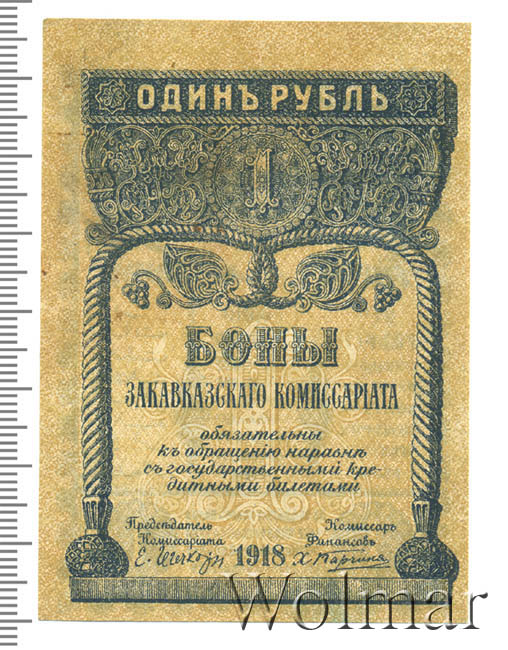 ОДИНЪ РУБЛЬ
1
БОНЫ
ЗАКАВКАЗСКАГО КОМИССАРІАТА
обязательны
къ обращенію наравнѣ
съ государственными кре-
дитными билетами
Предсѣдатель
Комиссаріата
Комиссаръ
Финансовъ
1918
Wolmar